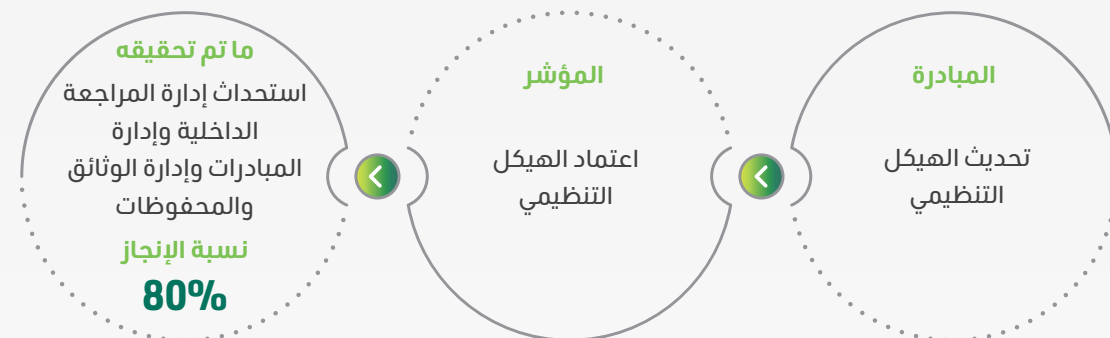 المبادرة
تحديث الهيكل
التنظيمي
المؤشر
اعتماد الهيكل
التنظيمي
ما تم تحقيقه
استحداث إدارة المراجعة
الداخلية وإدارة
المبادرات وإدارة الوثائق
والمحفوظات
نسبة الإنجاز
80%